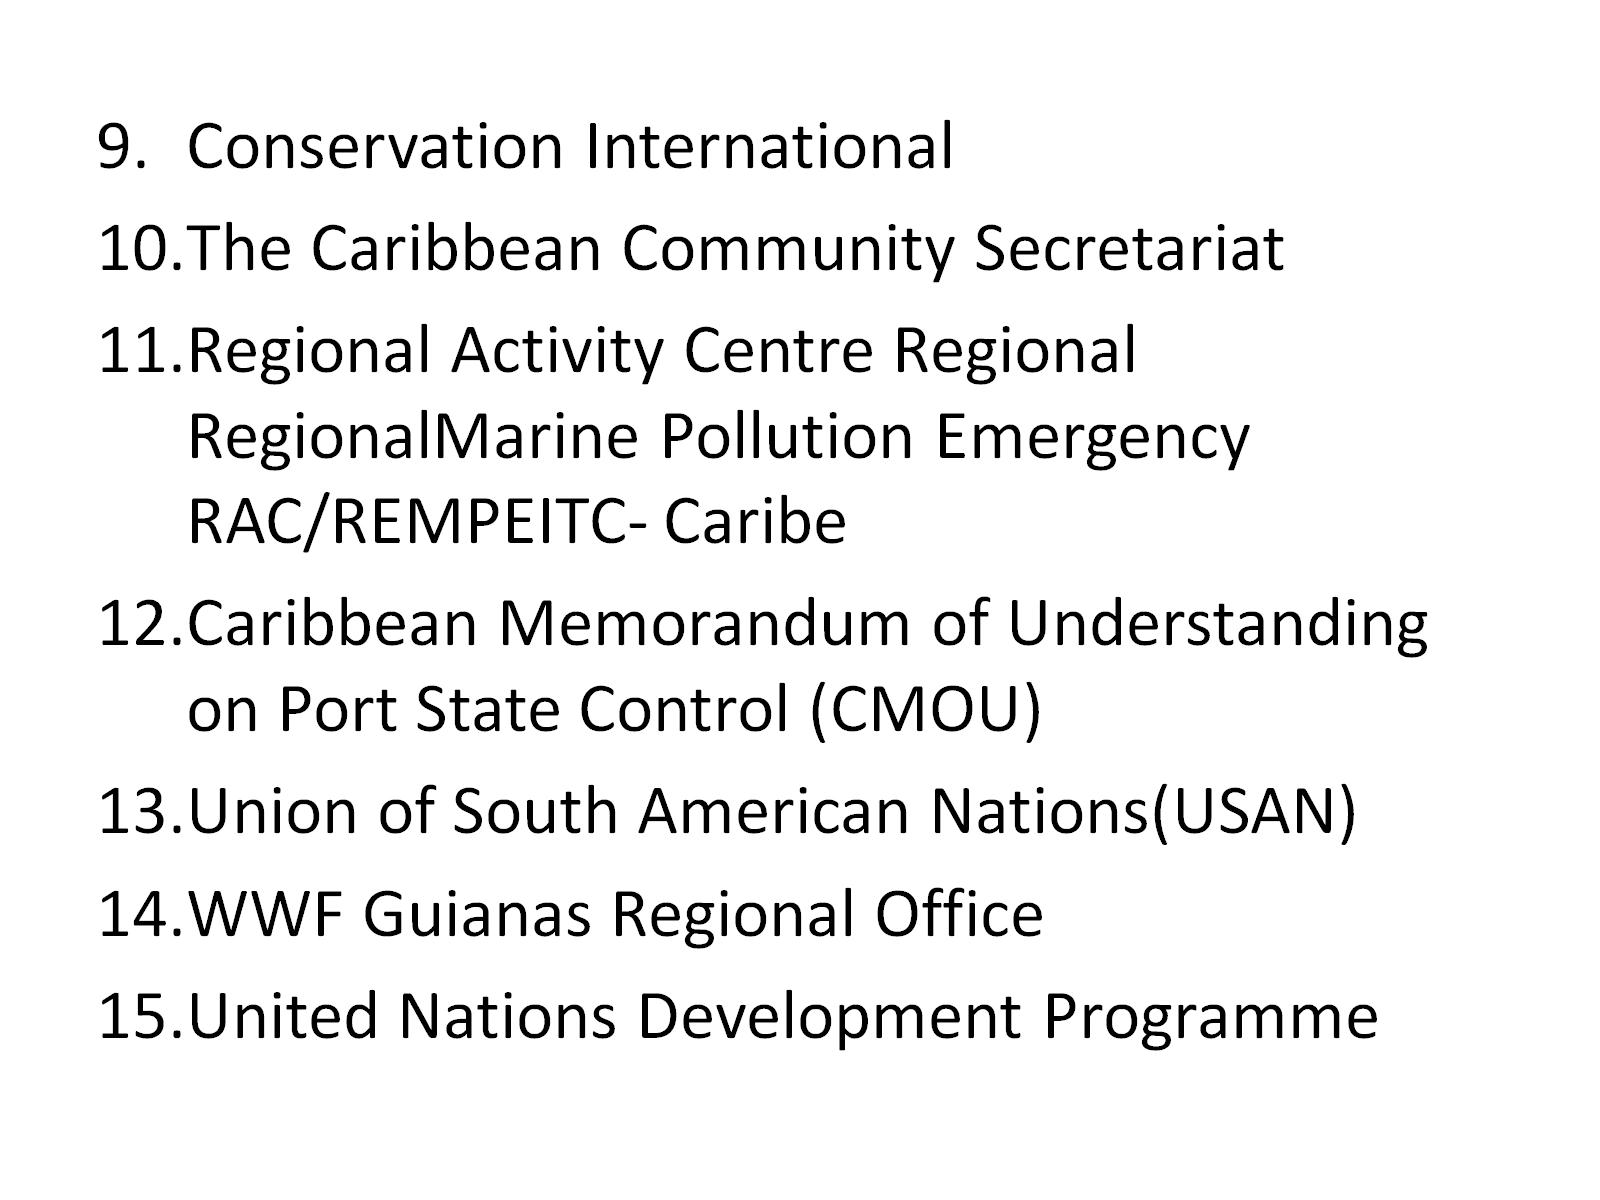 9. Conservation International
10.The Caribbean Community Secretariat
11.Regional Activity Centre Regional
RegionalMarine Pollution Emergency
RAC/REMPEITC- Caribe
12.Caribbean Memorandum of Understanding
on Port State Control (CMOU)
13.Union of South American Nations(USAN)
14.WWF Guianas Regional Office
15.United Nations Development Programme